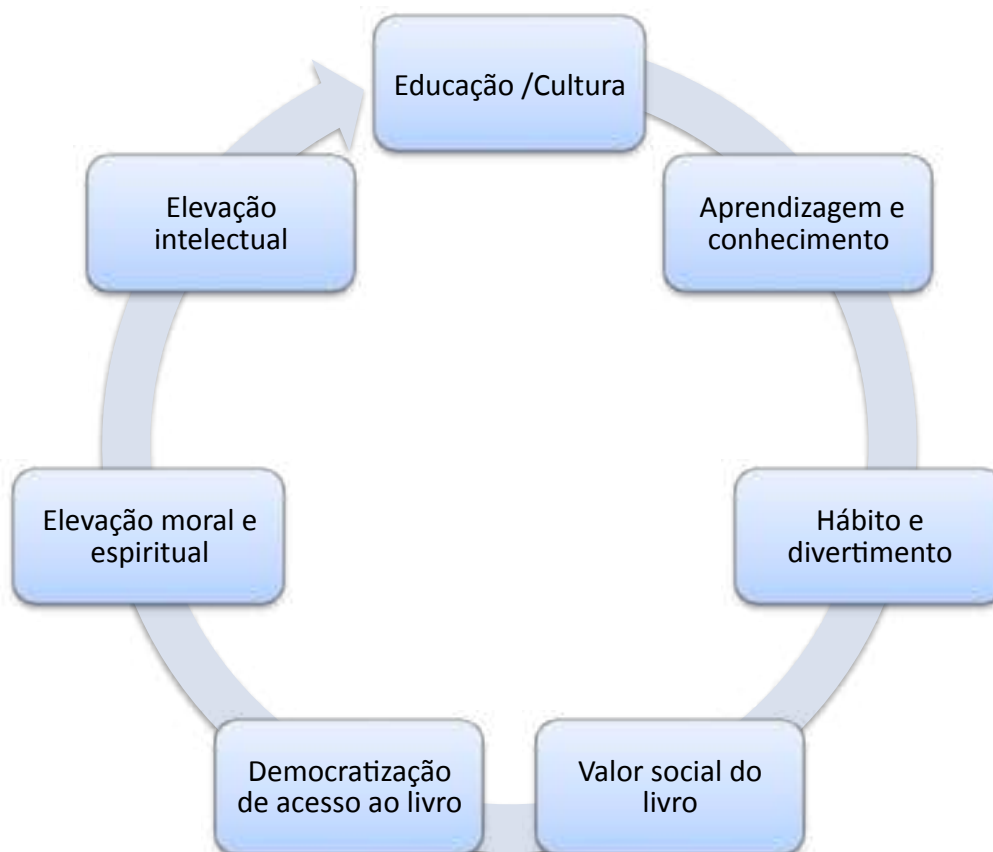 Educação /Cultura
Aprendizagem e
conhecimento
Hábito e
divertimento
Valor social do
livro
Democratização
de acesso ao livro
Elevação moral e
espiritual
Elevação
intelectual